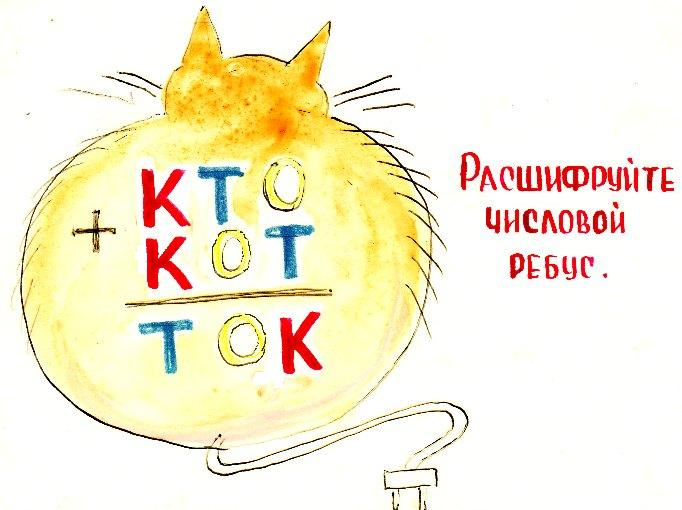 КТО
+
КОТ
ТОК
РАСШИФРУЙТЕ
ЧИСЛОВОЙ
РЕБУС.